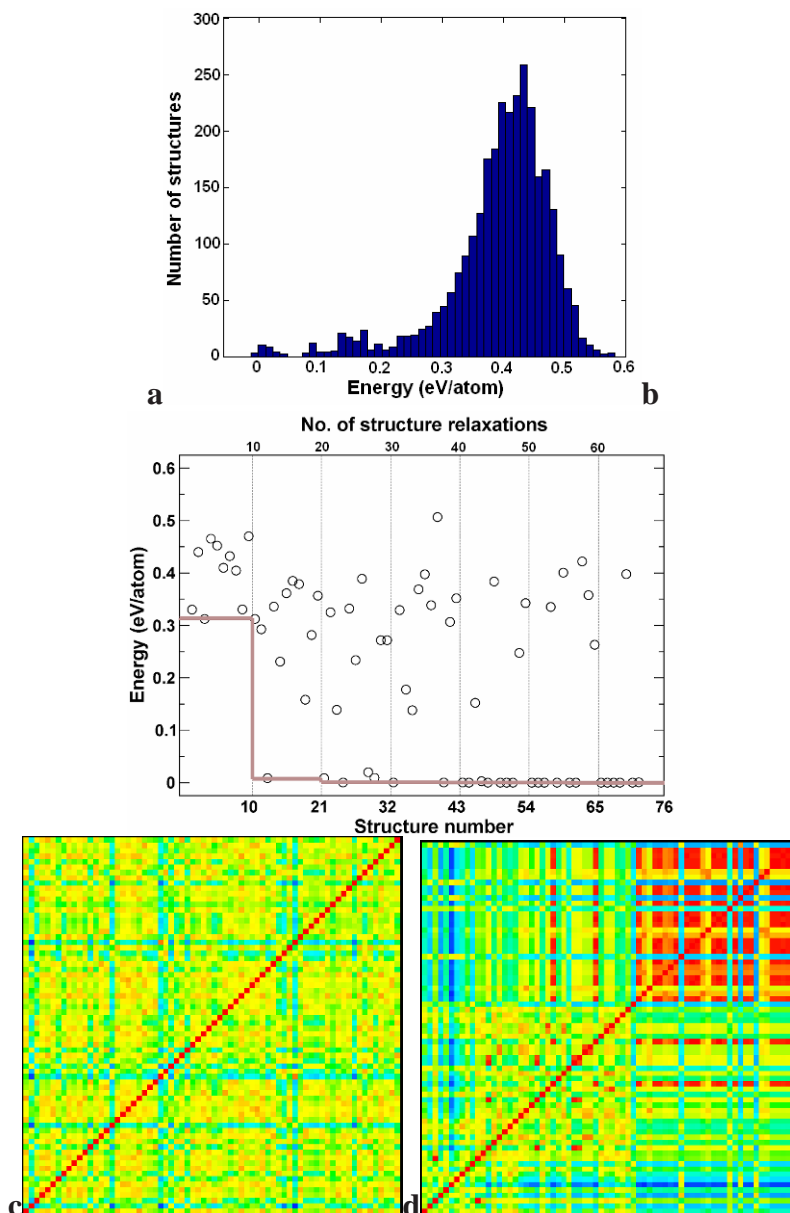 300
250
200
150
100
50
0
Number of structures
0 0.1 0.2 0.3 0.4 0.5 0.6
Energy (eV/atom)
a b
No. of structure relaxations
10 20 30 40 50 60
0.6
0.5
0.4
0.3
0.2
0.1
0
Energy (eV/atom)
10 21 32 43 54 65 76
Structure number
c d